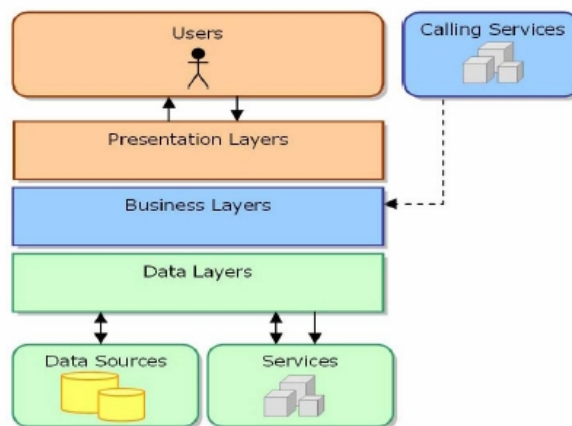 Users
Calling Services
Presentation Layers
Business Layers
Data Layers
Data Sources
Services